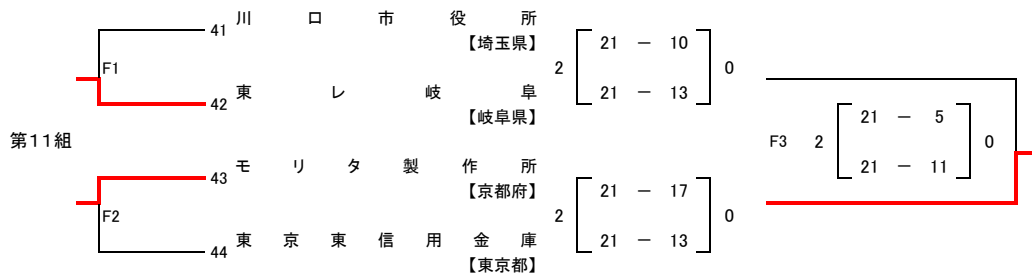 第11組
F1
41 川口市役所
【埼玉県】
42 東レ岐阜
【岐阜県】
2 21 － 10 0
21 － 13
F2
43 モリタ製作所
【京都府】
44 東京東信用金庫
【東京都】
2 21 － 17 0
21 － 13
F3 2 21 － 5 0
21 － 11